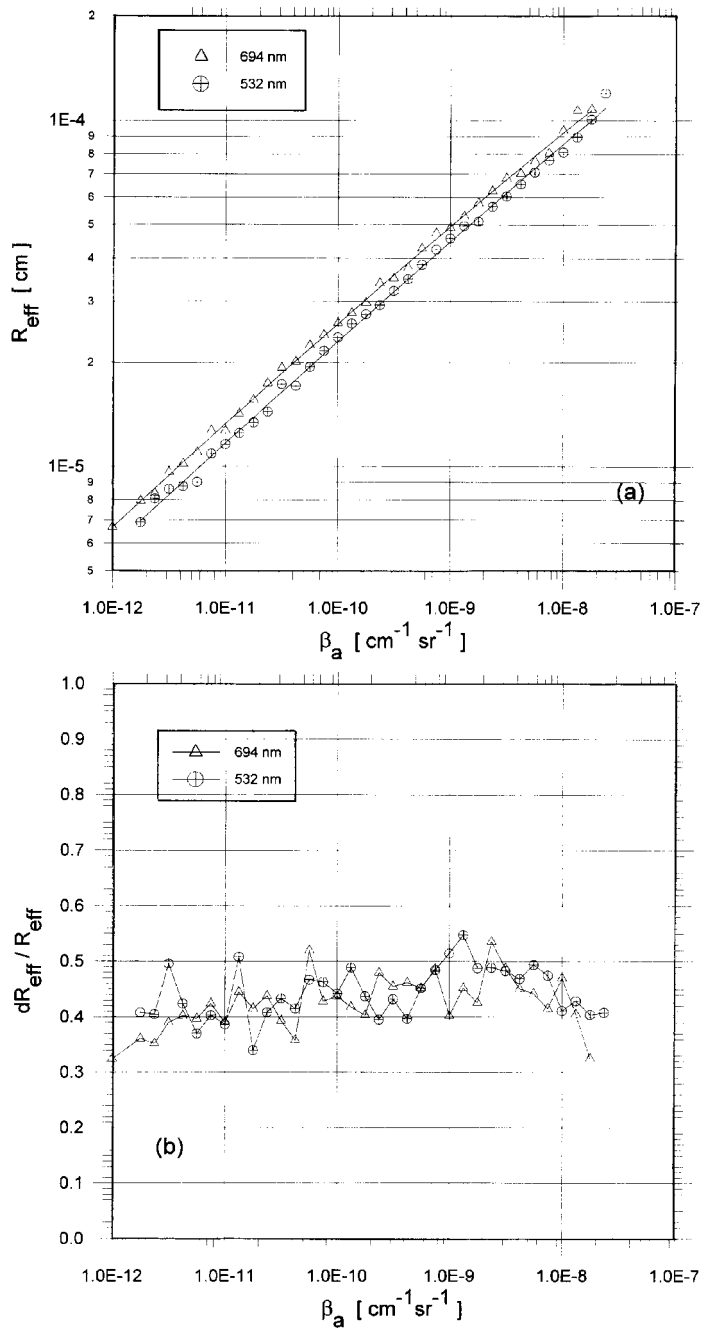 2
694 nm
532 nm
1E-4
9
8
7
6
5
4
3
2
1E-5
9
8
7
6
5
R_eff [ cm ]
(a)
1.0E-12 1.0E-11 1.0E-10 1.0E-9 1.0E-8 1.0E-7
β_a [ cm⁻¹ sr⁻¹ ]
1.0
694 nm
532 nm
0.9
0.8
0.7
0.6
0.5
0.4
0.3
0.2
0.1
0.0
dR_eff / R_eff
(b)
1.0E-12 1.0E-11 1.0E-10 1.0E-9 1.0E-8 1.0E-7
β_a [ cm⁻¹sr⁻¹ ]